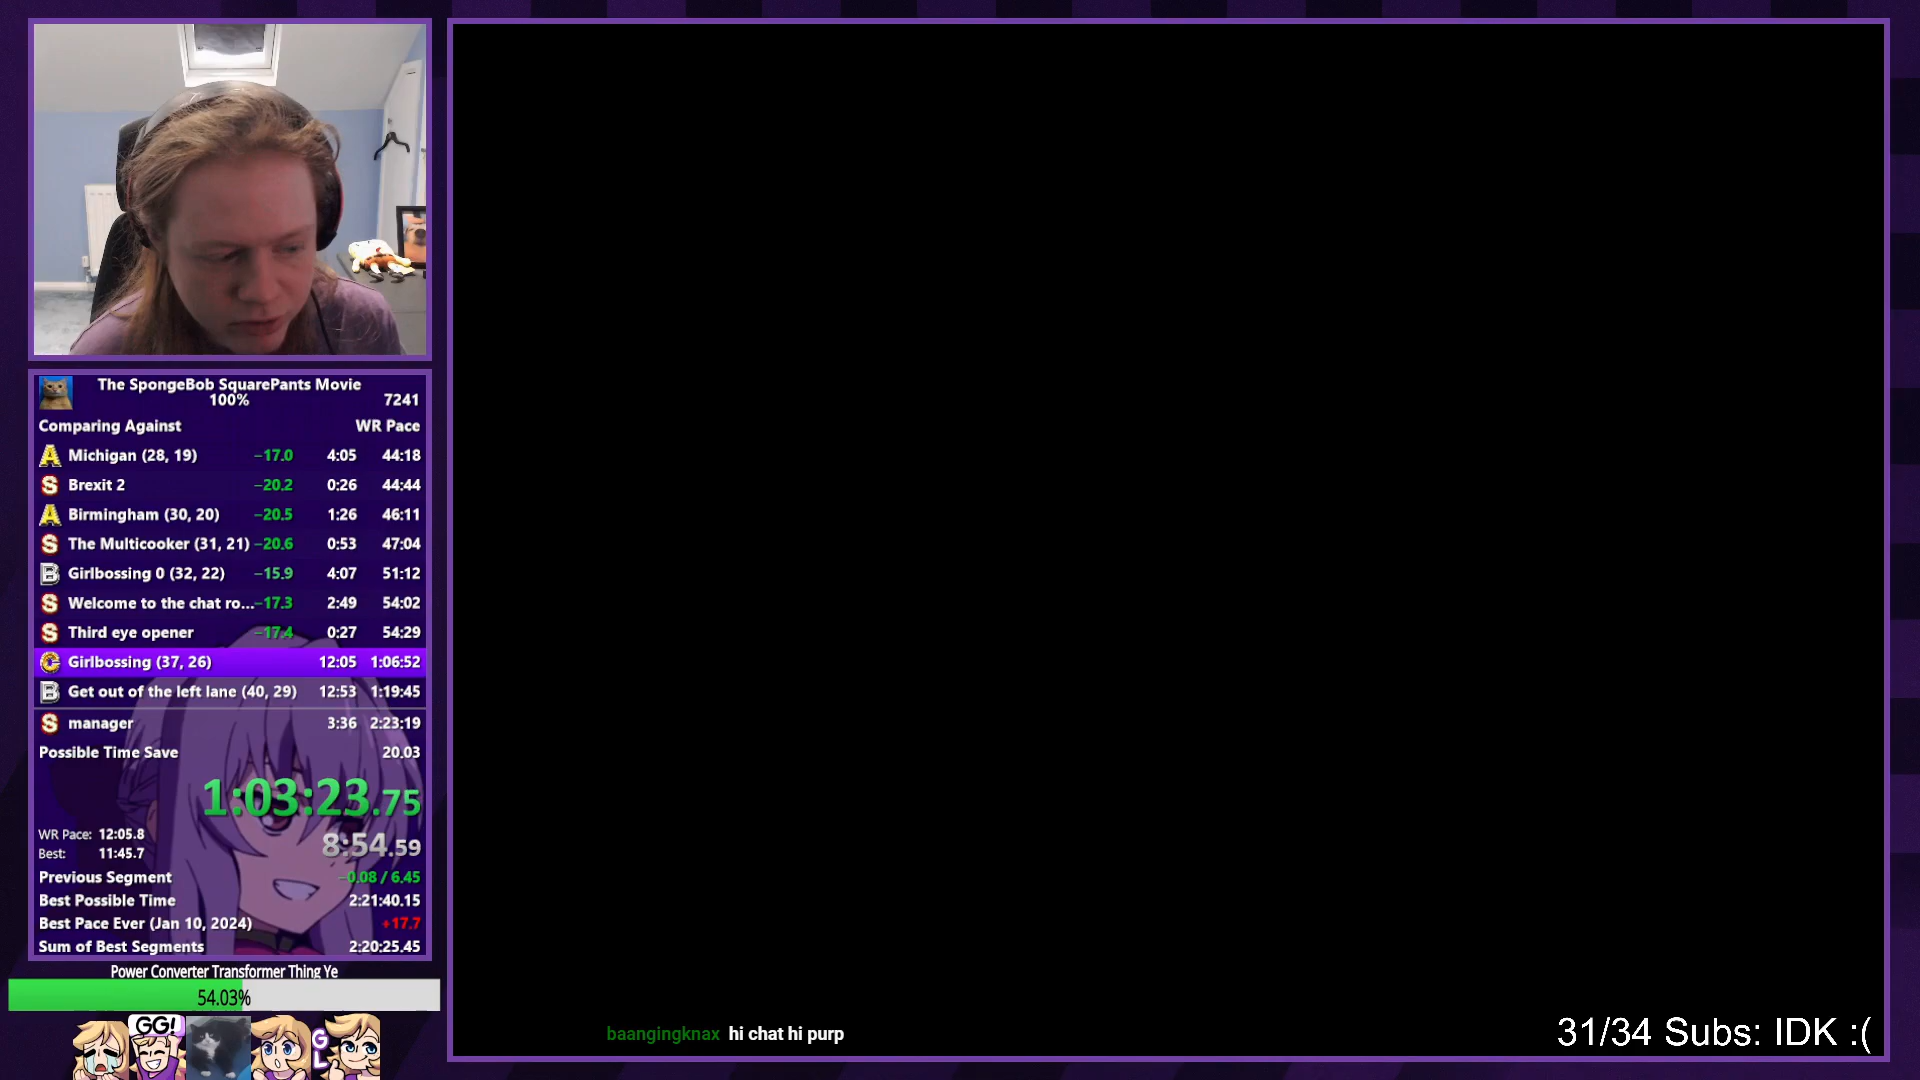 The SpongeBob SquarePants Movie
100% 7241
Comparing Against WR Pace
A Michigan (28, 19) −17.0 4:05 44:18
S Brexit 2 −20.2 0:26 44:44
A Birmingham (30, 20) −20.5 1:26 46:11
S The Multicooker (31, 21) −20.6 0:53 47:04
B Girlbossing 0 (32, 22) −15.9 4:07 51:12
S Welcome to the chat ro... −17.3 2:49 54:02
S Third eye opener −17.4 0:27 54:29
C Girlbossing (37, 26) 12:05 1:06:52
B Get out of the left lane (40, 29) 12:53 1:19:45
S manager 3:36 2:23:19
Possible Time Save 20.03
1:03:23.75
WR Pace: 12:05.8
8:54.59
Best: 11:45.7
Previous Segment −0.08 / 6.45
Best Possible Time 2:21:40.15
Best Pace Ever (Jan 10, 2024) +17.7
Sum of Best Segments 2:20:25.45
Power Converter Transformer Thing Ye
54.03%
GG!
GL
baangingknax hi chat hi purp
31/34 Subs: IDK :(